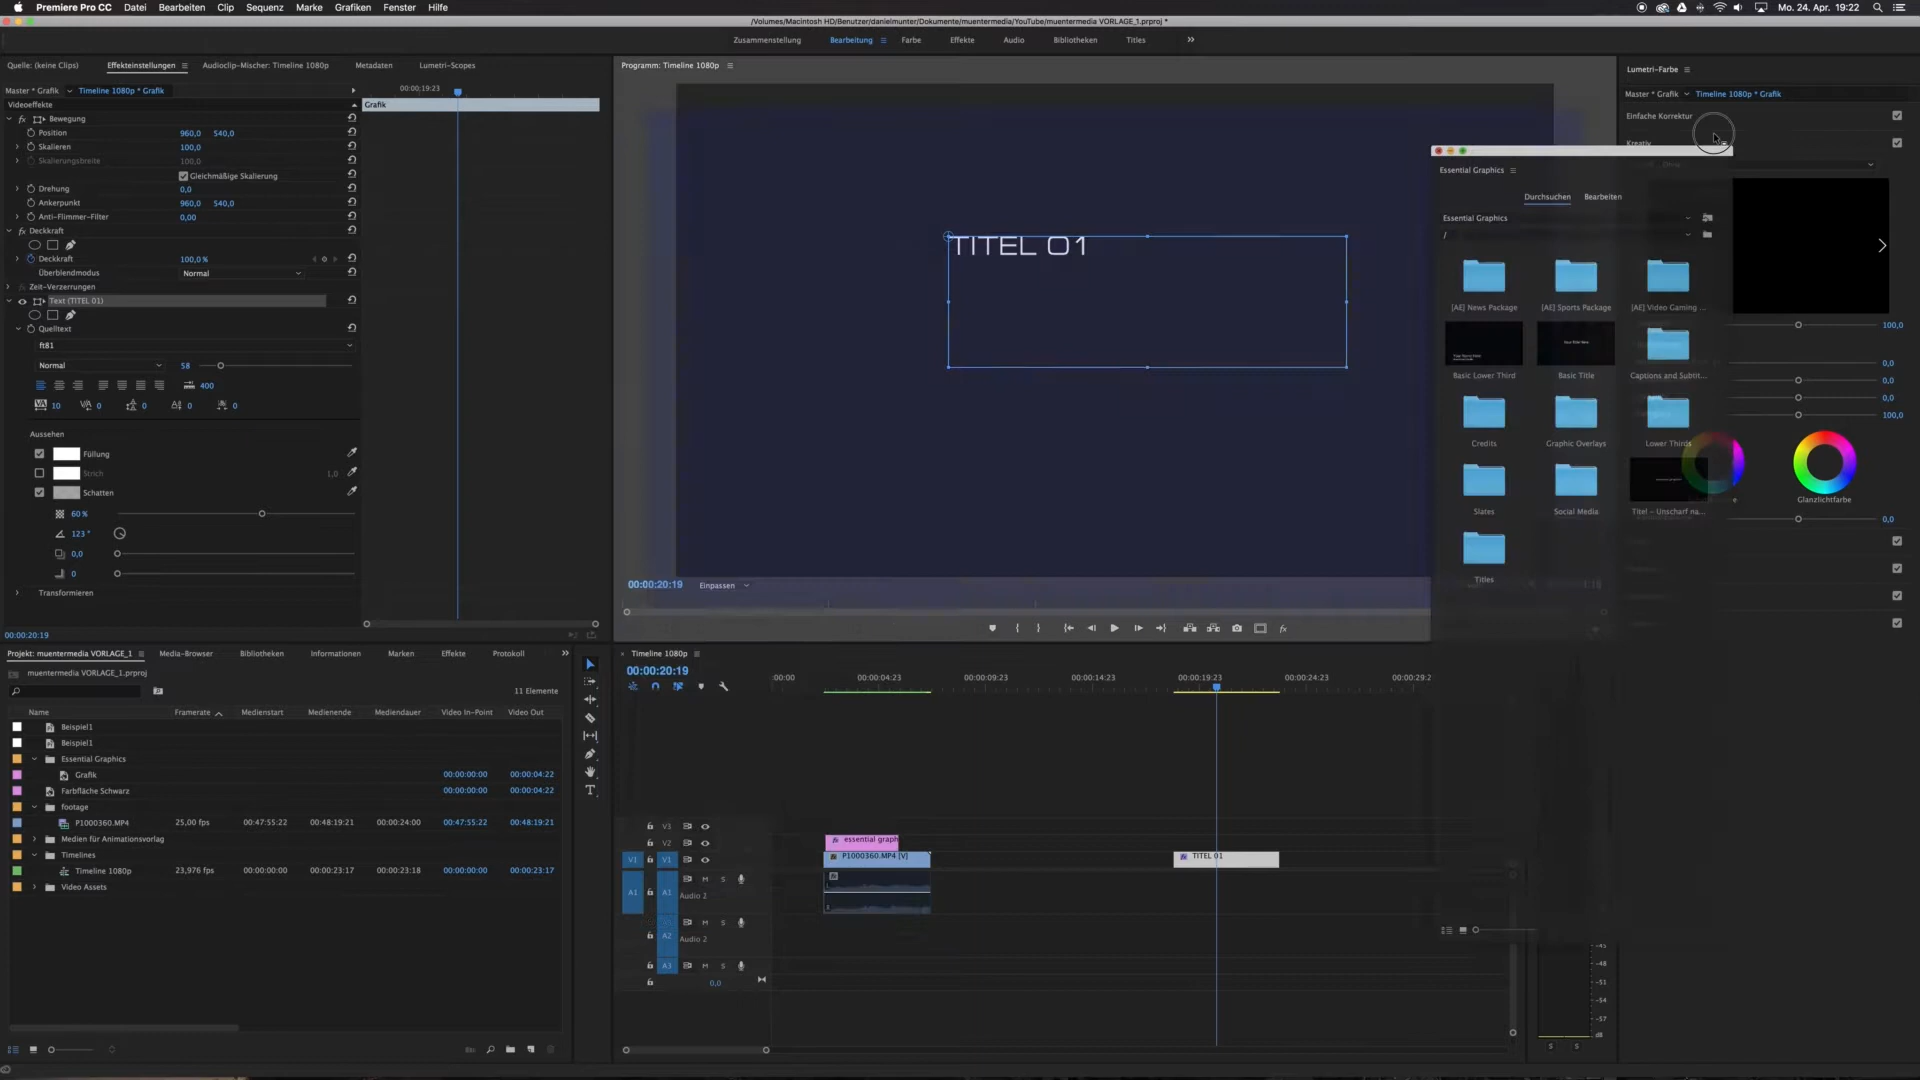 Premiere Pro CC Datei Bearbeiten Clip Sequenz Marke Grafiken Fenster Hilfe Mo. 24. Apr. 19:22
/Volumes/Macintosh HD/Benutzer/danielmunter/Dokumente/muentermedia/YouTube/muentermedia VORLAGE_1.prproj *
Zusammenstellung Bearbeitung Farbe Effekte Audio Bibliotheken Titles
Quelle: (keine Clips) Effekteinstellungen Audioclip-Mischer: Timeline 1080p Metadaten Lumetri-Scopes
Programm: Timeline 1080p
Lumetri-Farbe
Master * Grafik Timeline 1080p * Grafik
00:00:19:23
Master * Grafik Timeline 1080p * Grafik
Videoeffekte
Grafik
Einfache Korrektur
Kreativ
fx Bewegung
Position 960,0 540,0
Skalieren 100,0
Skalierungsbreite 100,0
Gleichmäßige Skalierung
Drehung 0,0
Ankerpunkt 960,0 540,0
Anti-Flimmer-Filter 0,00
fx Deckkraft
Deckkraft 100,0 %
Überblendmodus Normal
Zeit-Verzerrungen
Text (TITEL 01)
Quelltext
ft81
Normal 58
400
10 0 0 0 0
Aussehen
Füllung
Strich 1,0
Schatten
60 %
123 °
0,0
0
Transformieren
00:00:20:19
TITEL 01
00:00:20:19 Einpassen
Essential Graphics
Durchsuchen Bearbeiten
Essential Graphics
/
[AE] News Package [AE] Sports Package [AE] Video Gaming ...
Basic Lower Third Basic Title Captions and Subtit...
Credits Graphic Overlays Lower Thirds
Slates Social Media Titel – Unscharf na...
Titles
100,0
0,0
0,0
0,0
100,0
Glanzlichtfarbe
0,0
Projekt: muentermedia VORLAGE_1 Media-Browser Bibliotheken Informationen Marken Effekte Protokoll
muentermedia VORLAGE_1.prproj
11 Elemente
Name Framerate Medienstart Medienende Mediendauer Video In-Point Video Out
Beispiel1
Beispiel1
Essential Graphics
Grafik 00:00:00:00 00:00:04:22
Farbfläche Schwarz 00:00:00:00 00:00:04:22
footage
P1000360.MP4 25,00 fps 00:47:55:22 00:48:19:21 00:00:24:00 00:47:55:22 00:48:19:21
Medien für Animationsvorlag
Timelines
Timeline 1080p 23,976 fps 00:00:00:00 00:00:23:17 00:00:23:18 00:00:00:00 00:00:23:17
Video Assets
Timeline 1080p
00:00:20:19
:00:00 00:00:04:23 00:00:09:23 00:00:14:23 00:00:19:23 00:00:24:23 00:00:29:2
V3
V2
fx essential graph
V1 V1
fx P1000360.MP4 [V]
fx TITEL 01
A1 A1 M S
Audio 2
M S
A2 Audio 2
A3 M S
0,0
-45
-48
-51
-54
-57
dB
S S